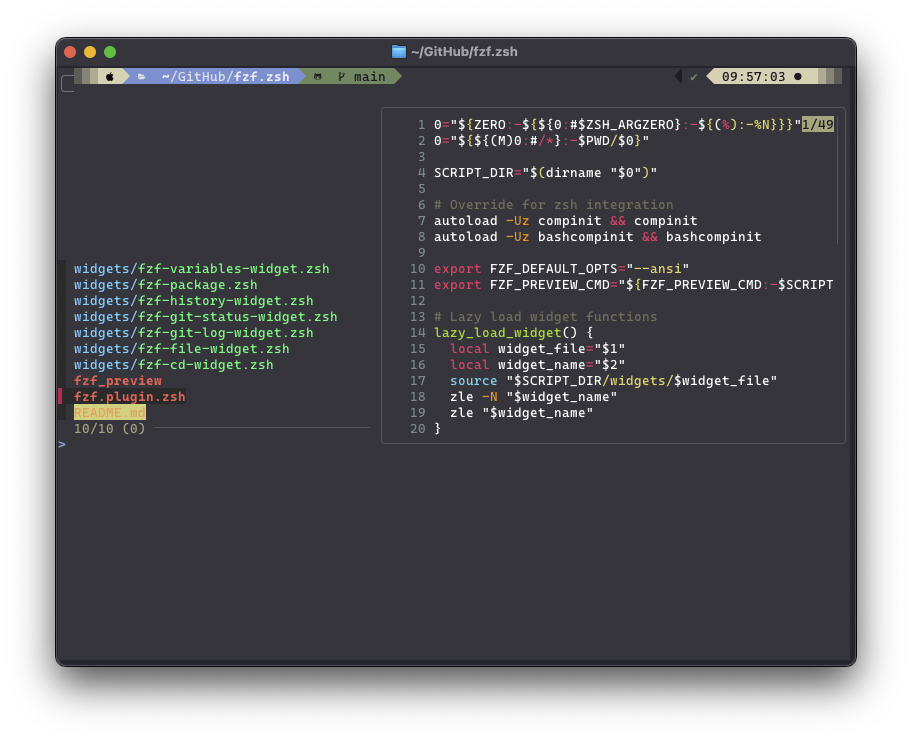 ~/GitHub/fzf.zsh
~/GitHub/fzf.zsh main ✔ 09:57:03
1 0="${ZERO:-${${0:#$ZSH_ARGZERO}:-${(%):-%N}}}" 1/49
2 0="${${(M)0:#/*}:-$PWD/$0}"
3
4 SCRIPT_DIR="$(dirname "$0")"
5
6 # Override for zsh integration
7 autoload -Uz compinit && compinit
8 autoload -Uz bashcompinit && bashcompinit
9
10 export FZF_DEFAULT_OPTS="--ansi"
11 export FZF_PREVIEW_CMD="${FZF_PREVIEW_CMD:-$SCRIPT
12
13 # Lazy load widget functions
14 lazy_load_widget() {
15   local widget_file="$1"
16   local widget_name="$2"
17   source "$SCRIPT_DIR/widgets/$widget_file"
18   zle -N "$widget_name"
19   zle "$widget_name"
20 }
widgets/fzf-variables-widget.zsh
widgets/fzf-package.zsh
widgets/fzf-history-widget.zsh
widgets/fzf-git-status-widget.zsh
widgets/fzf-git-log-widget.zsh
widgets/fzf-file-widget.zsh
widgets/fzf-cd-widget.zsh
fzf_preview
fzf.plugin.zsh
README.md
10/10 (0)
>